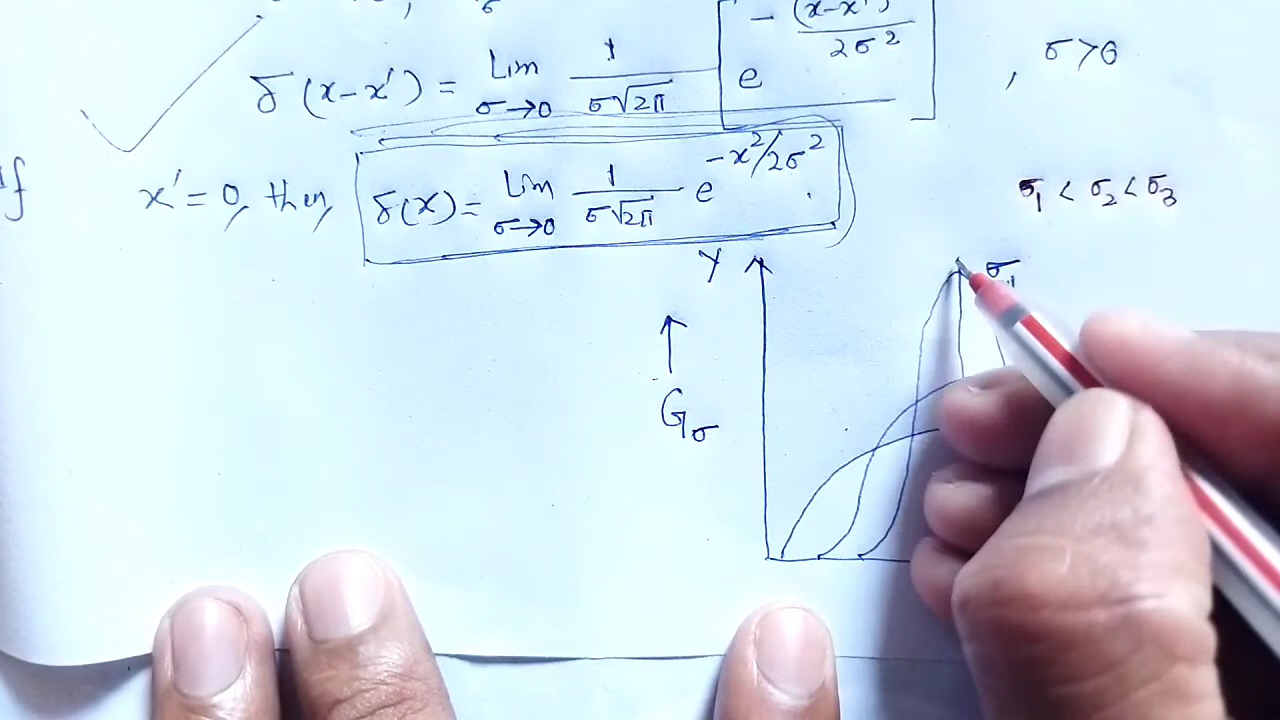 δ(x-x') = Lim σ→0 1/σ√2π [e^-(x-x')/2σ²] , σ>0
If x'=0, then, δ(x) = Lim σ→0 1/σ√2π e^-x²/2σ² .
σ1 < σ2 < σ3
Y
σ1
↑
Gσ